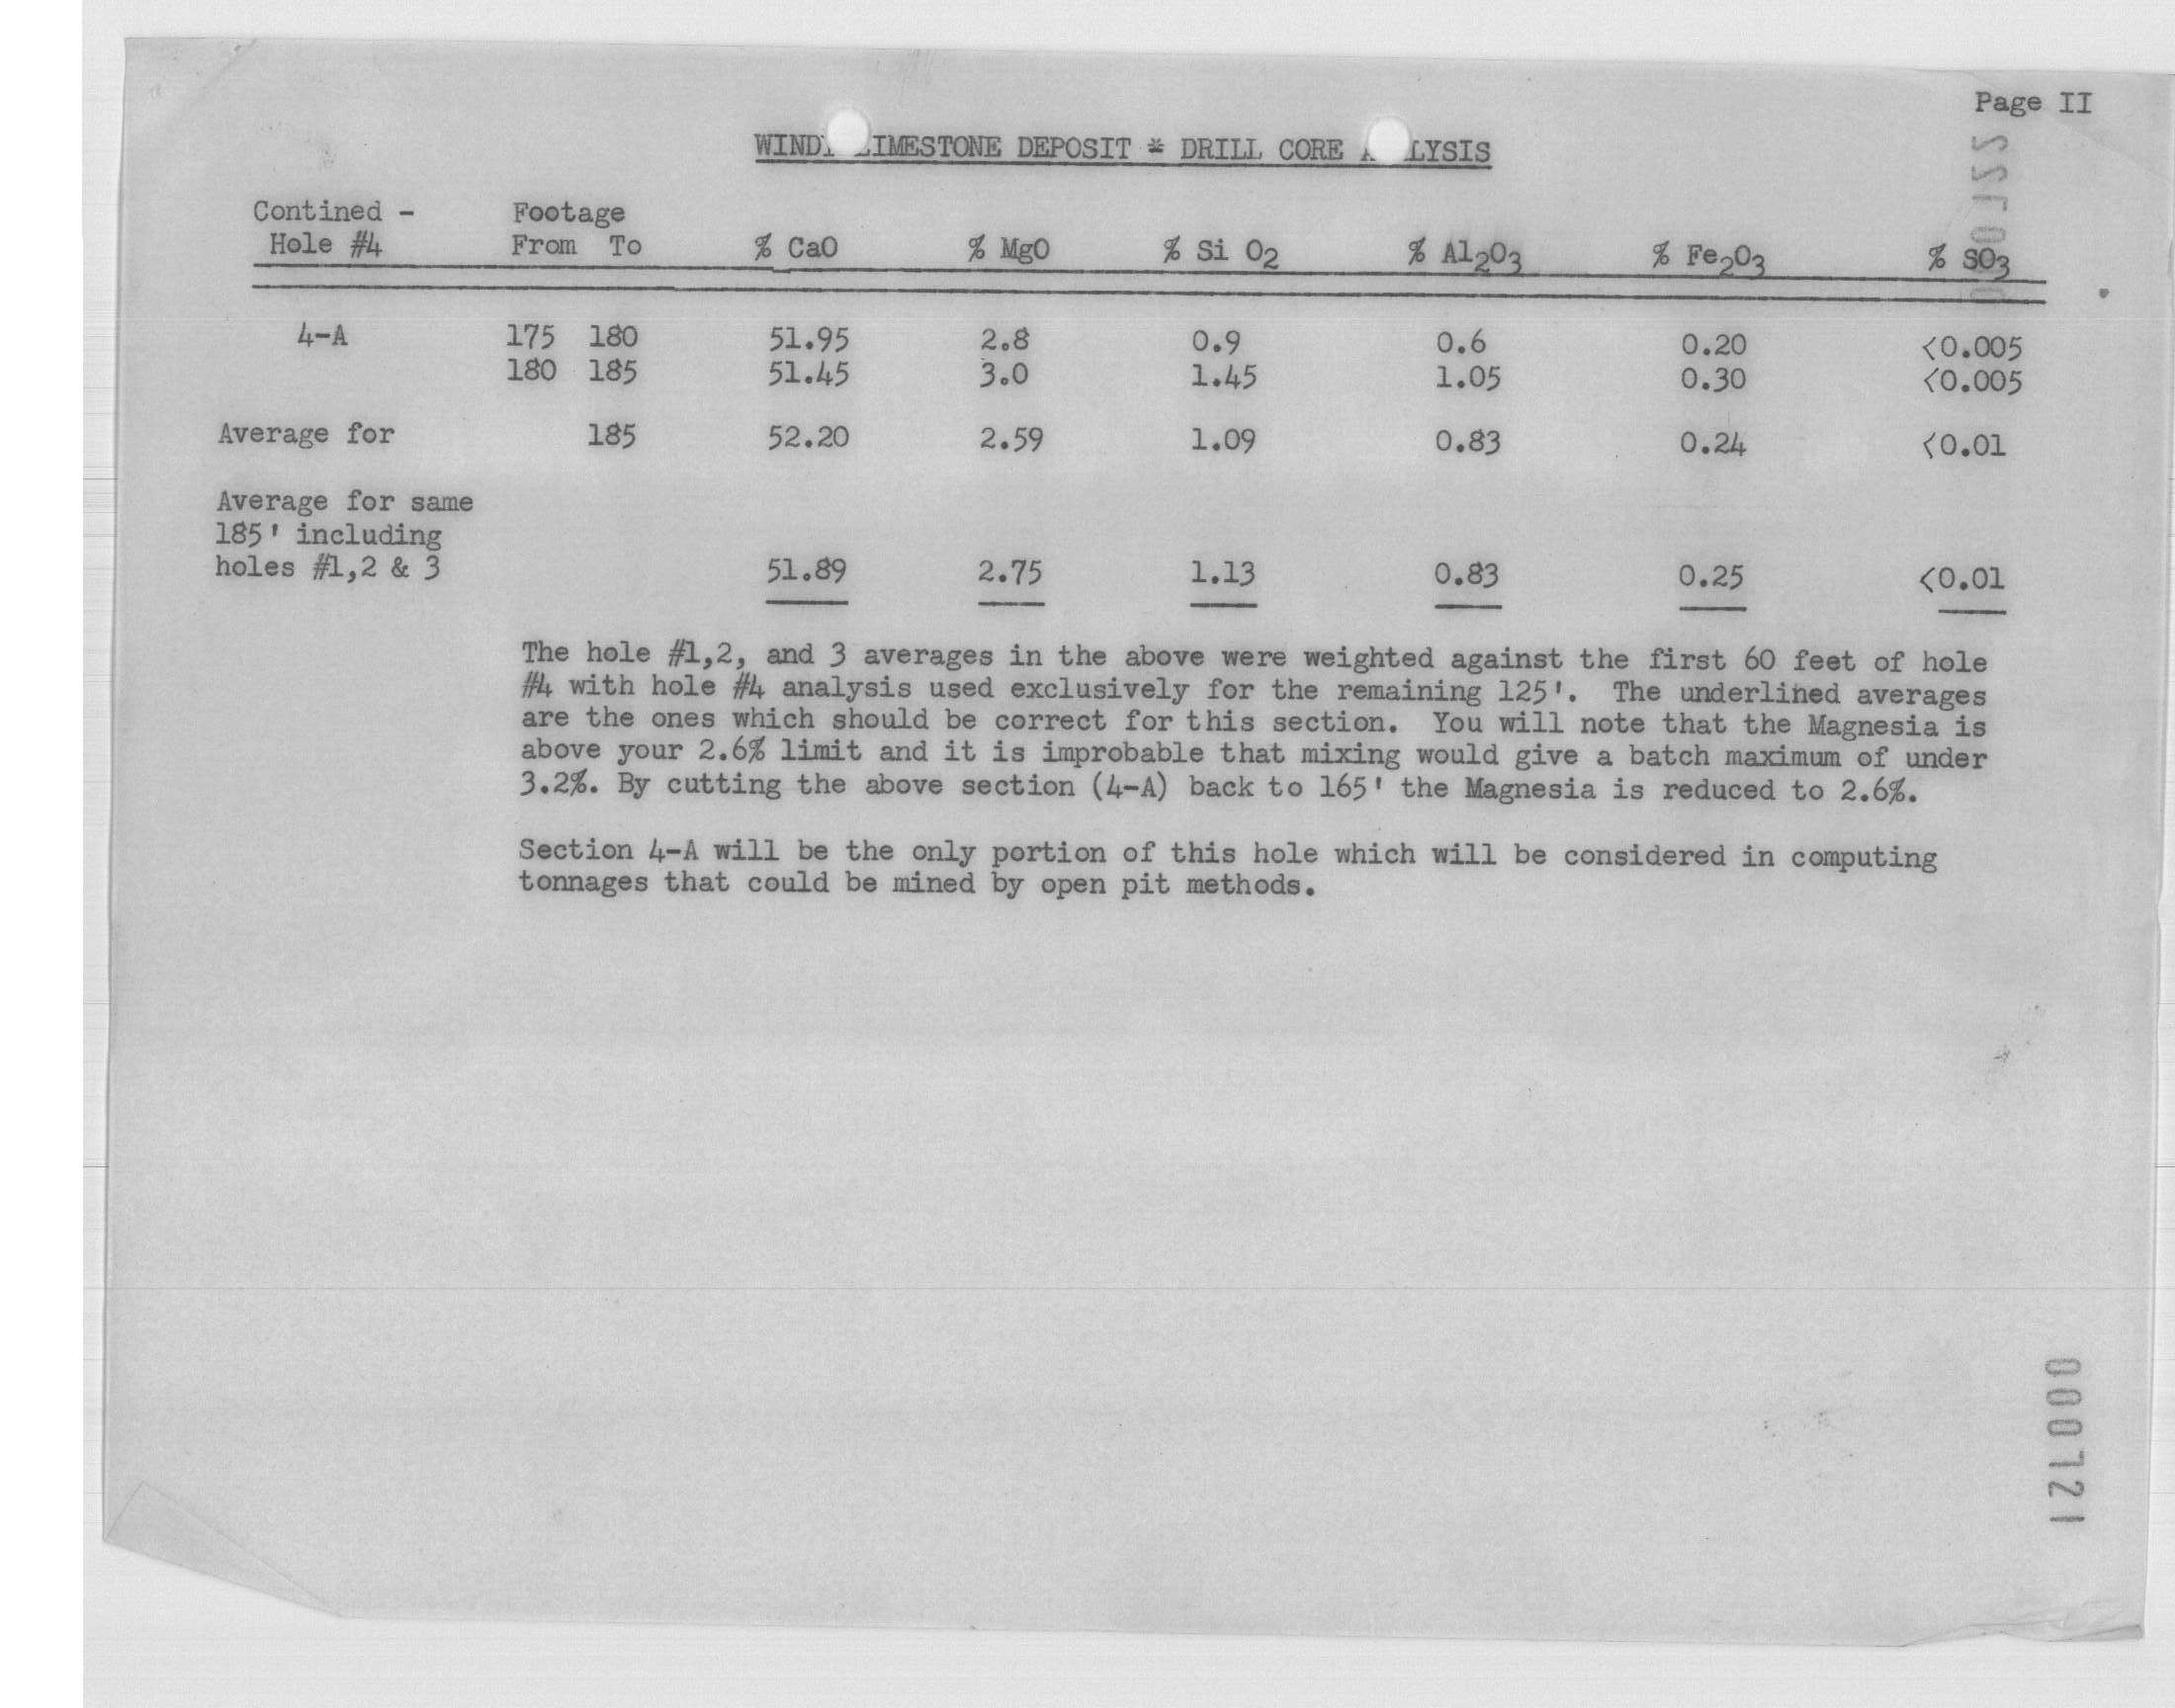 Page II
LIMESTONE DEPOSIT * DRILL CORE
Contined - Footage
Hole #4 From To % CaO % MgO % Si O2 % Al2O3 % Fe2O3 % SO3
4-A 175 180 51.95 2.8 0.9 0.6 0.20 <0.005
180 185 51.45 3.0 1.45 1.05 0.30 <0.005
Average for 185 52.20 2.59 1.09 0.83 0.24 <0.01
Average for same
185' including
holes #1,2 & 3 51.89 2.75 1.13 0.83 0.25 <0.01
The hole #1,2, and 3 averages in the above were weighted against the first 60 feet of hole
#4 with hole #4 analysis used exclusively for the remaining 125'. The underlined averages
are the ones which should be correct for this section. You will note that the Magnesia is
above your 2.6% limit and it is improbable that mixing would give a batch maximum of under
3.2%. By cutting the above section (4-A) back to 165' the Magnesia is reduced to 2.6%.
Section 4-A will be the only portion of this hole which will be considered in computing
tonnages that could be mined by open pit methods.
000721